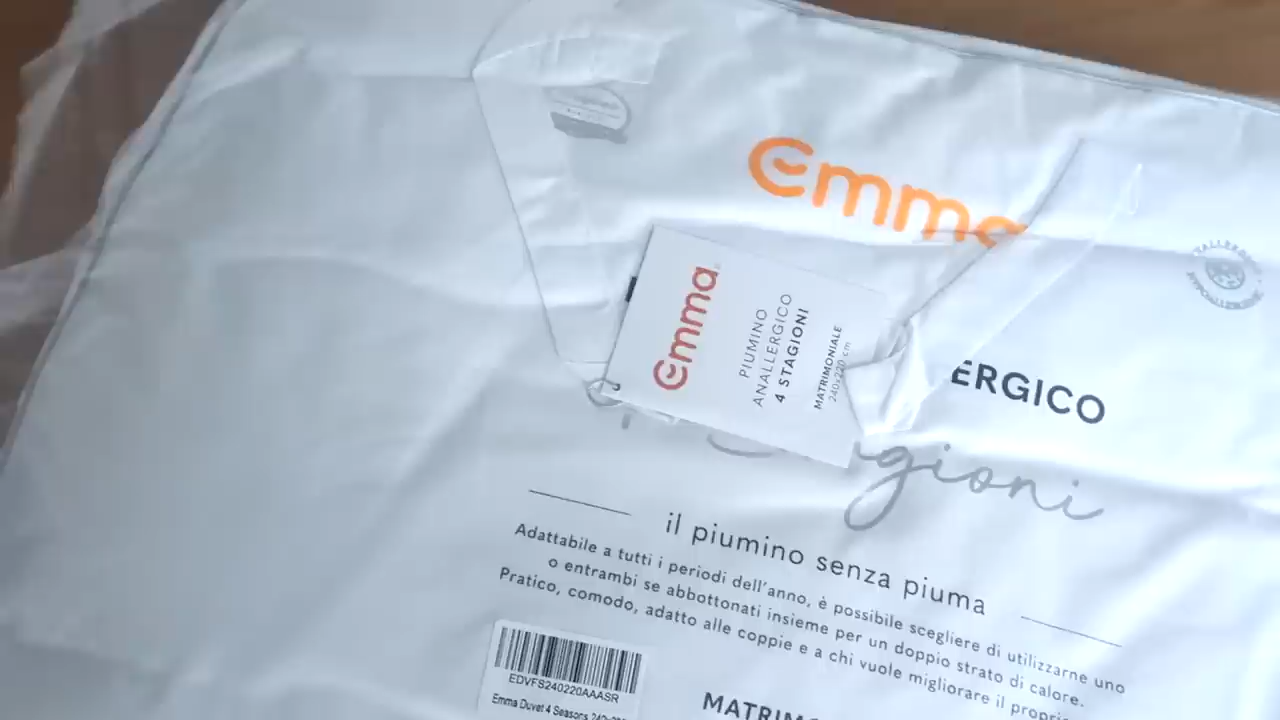 emma
emma
PIUMINO
ANALLERGICO
4 STAGIONI
MATRIMONIALE
240x220 cm
ERGICO
agioni
il piumino senza piuma
Adattabile a tutti i periodi dell'anno, è possibile scegliere di utilizzarne uno
o entrambi se abbottonati insieme per un doppio strato di calore.
Pratico, comodo, adatto alle coppie e a chi vuole migliorare il proprio
EDVFS240220AAASR
Emma Duvet 4 Seasons
MATRIM